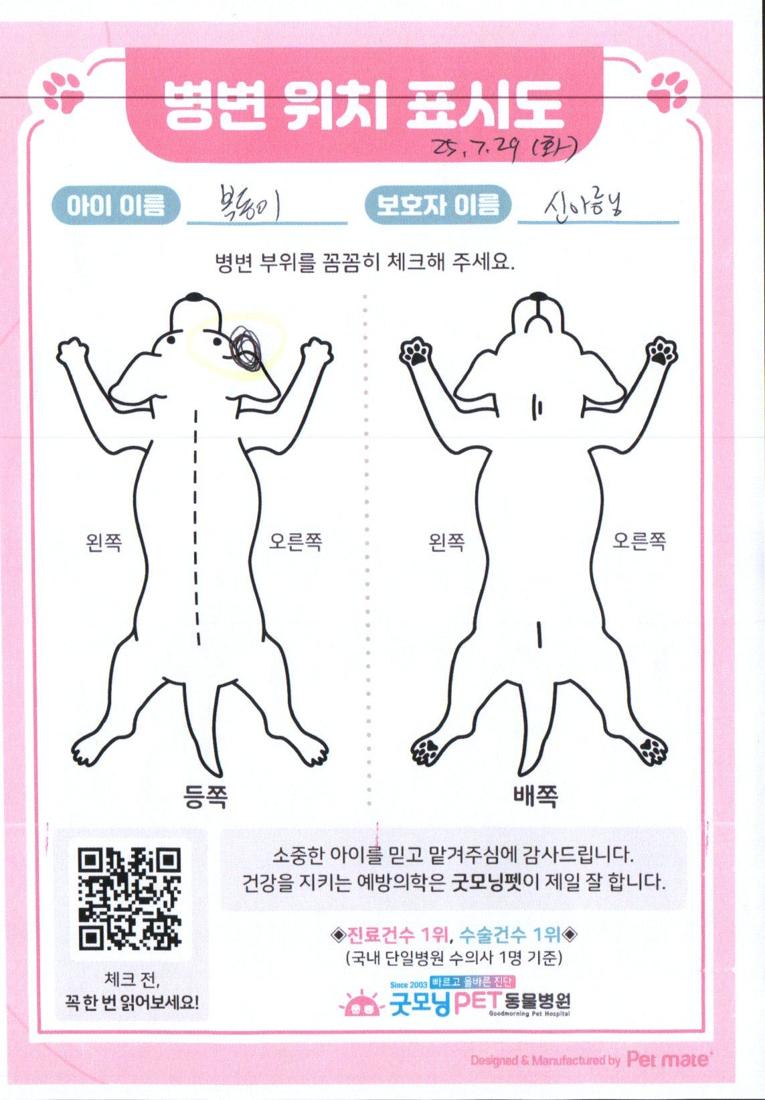 병변 위치 표시도
25. 7. 29 (화)
아이 이름 복동이 보호자 이름 신아름님
병변 부위를 꼼꼼히 체크해 주세요.
왼쪽 오른쪽 왼쪽 오른쪽
등쪽 배쪽
소중한 아이를 믿고 맡겨주심에 감사드립니다.
건강을 지키는 예방의학은 굿모닝펫이 제일 잘 합니다.
◈진료건수 1위, 수술건수 1위◈
(국내 단일병원 수의사 1명 기준)
체크 전,
꼭 한 번 읽어보세요!
Since 2003 빠르고 올바른 진단
굿모닝PET동물병원
Goodmorning Pet Hospital
Designed & Manufactured by Pet mate